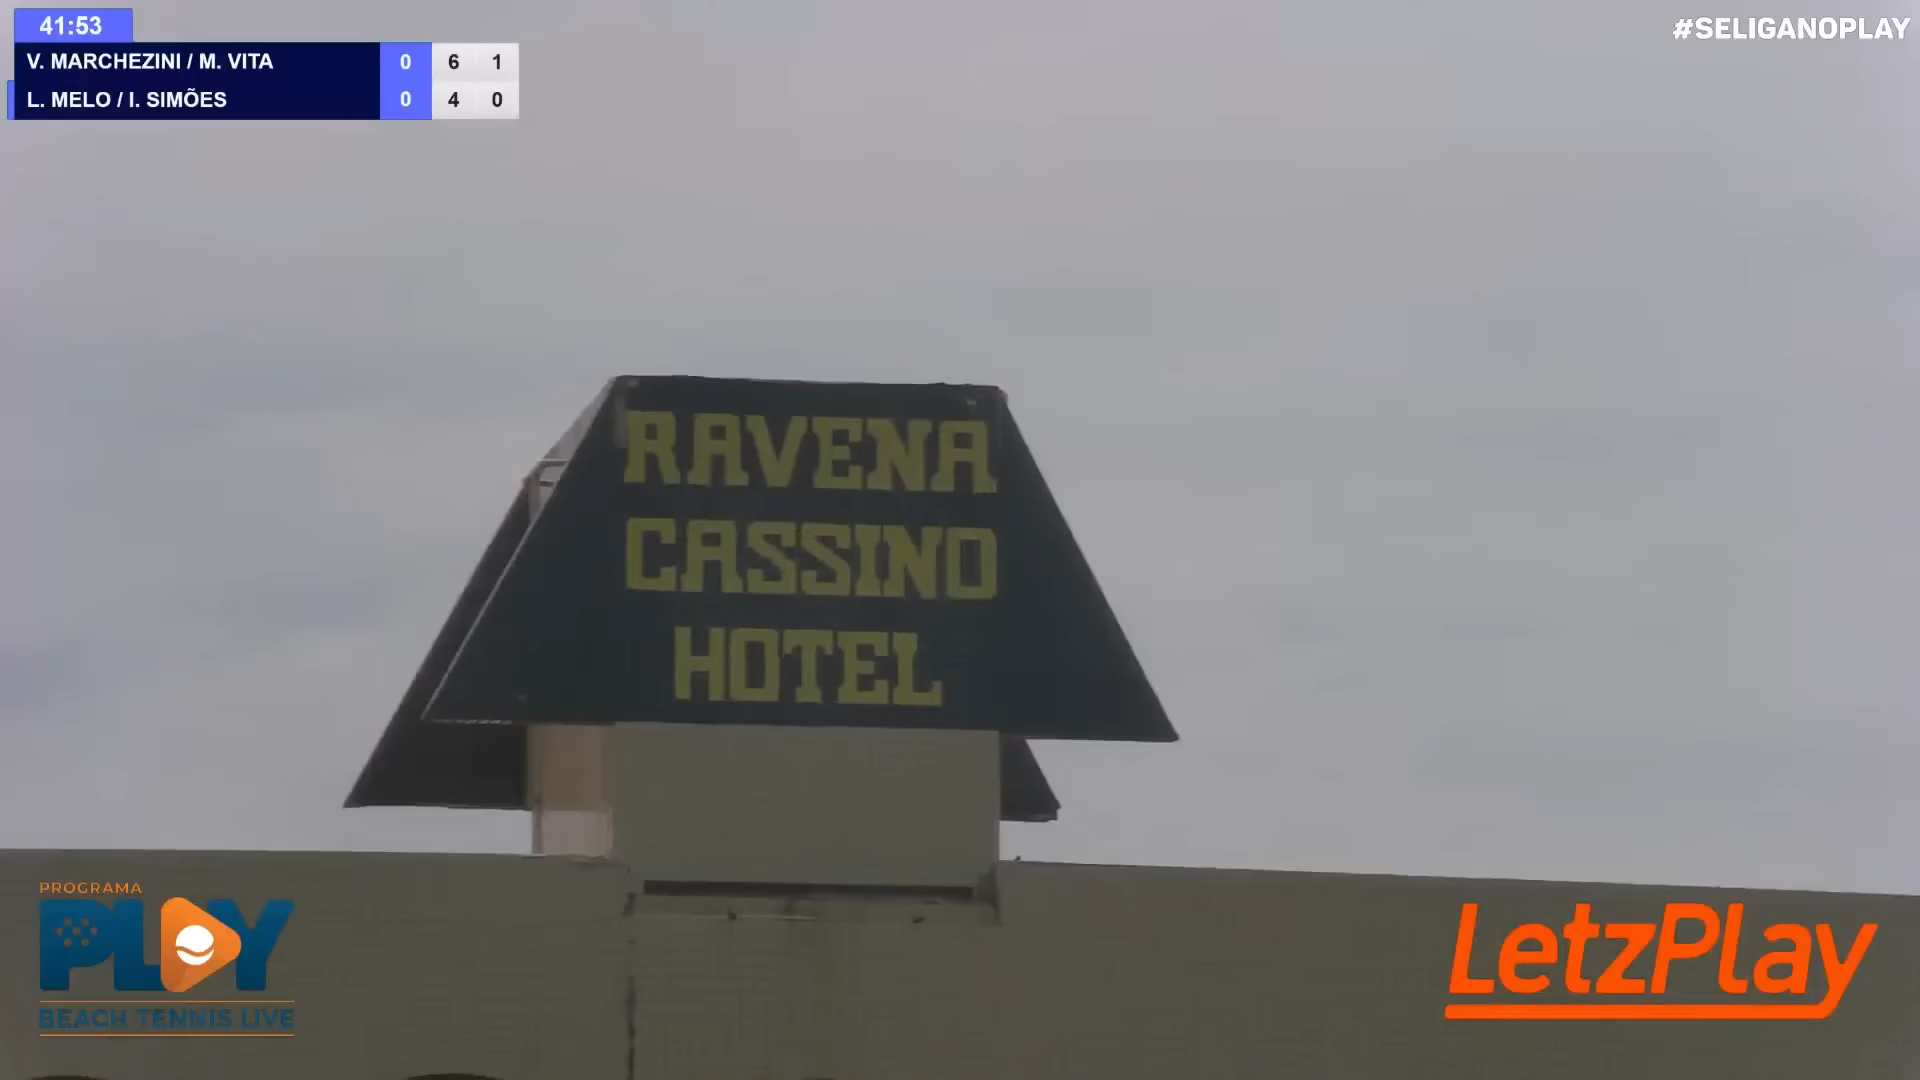 41:53
V. MARCHEZINI / M. VITA 0 6 1
L. MELO / I. SIMÕES 0 4 0
#SELIGANOPLAY
RAVENA
CASSINO
HOTEL
PROGRAMA
PLAY
BEACH TENNIS LIVE
LetzPlay